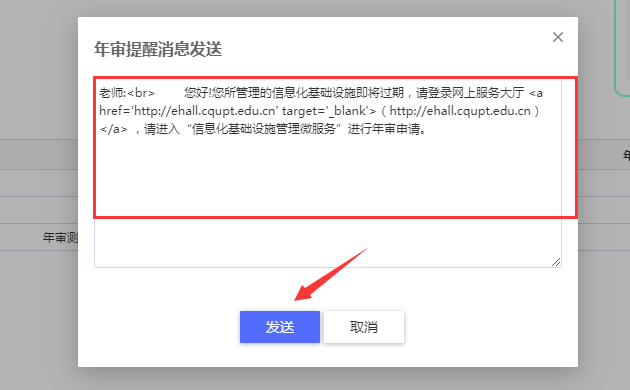 年审提醒消息发送
老师:<br>　　您好!您所管理的信息化基础设施即将过期，请登录网上服务大厅 <a
href='http://ehall.cqupt.edu.cn' target='_blank'>（http://ehall.cqupt.edu.cn）
</a> ，请进入“信息化基础设施管理微服务”进行年审申请。
年审测
发送 取消